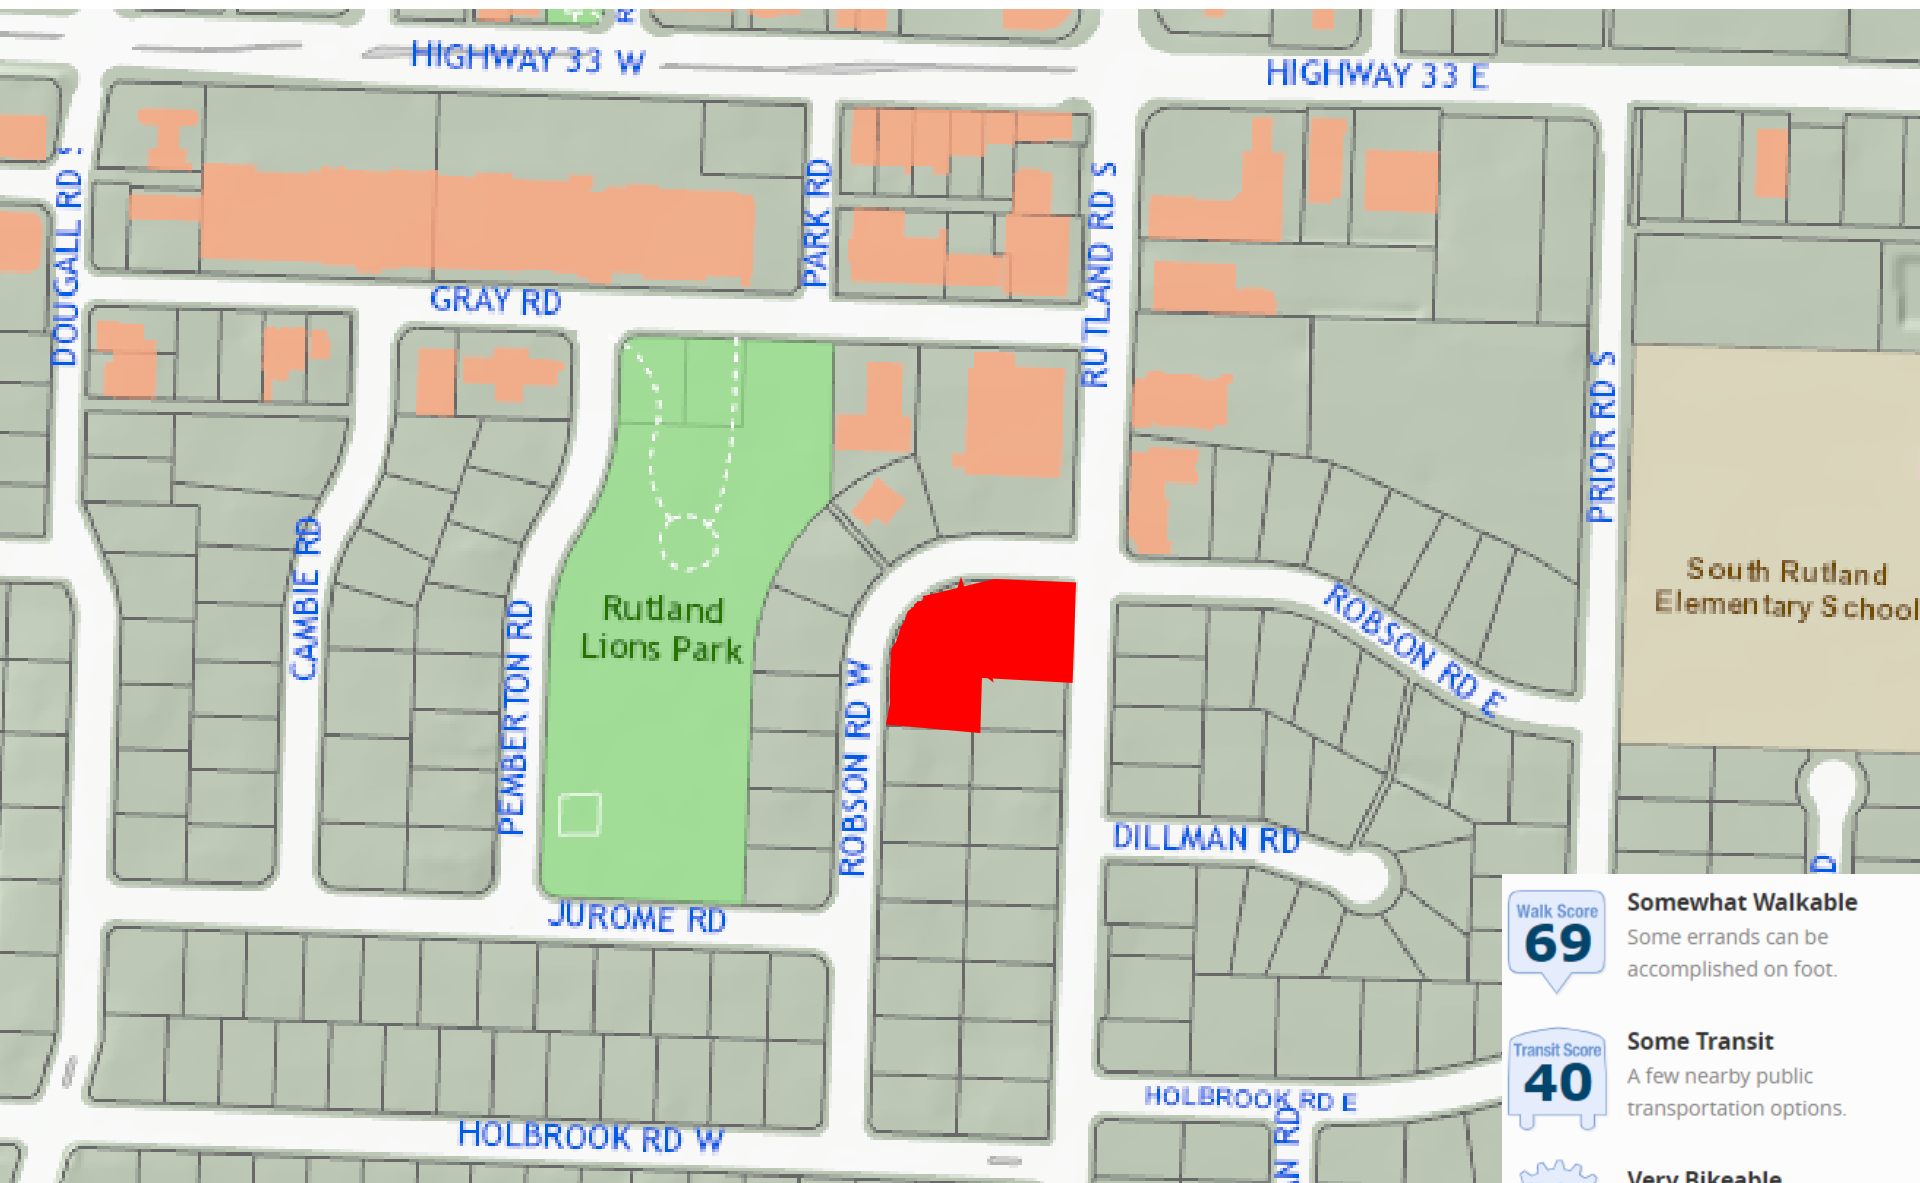 HIGHWAY 33 W
HIGHWAY 33 E
DOUGALL RD
PARK RD
RUTLAND RD S
GRAY RD
PRIOR RD S
CAMBIE RD
PEMBERTON RD
Rutland
Lions Park
ROBSON RD W
ROBSON RD E
South Rutland
Elementary School
DILLMAN RD
JUROME RD
HOLBROOK RD E
HOLBROOK RD W
Walk Score
69
Somewhat Walkable
Some errands can be
accomplished on foot.
Transit Score
40
Some Transit
A few nearby public
transportation options.
Very Bikeable